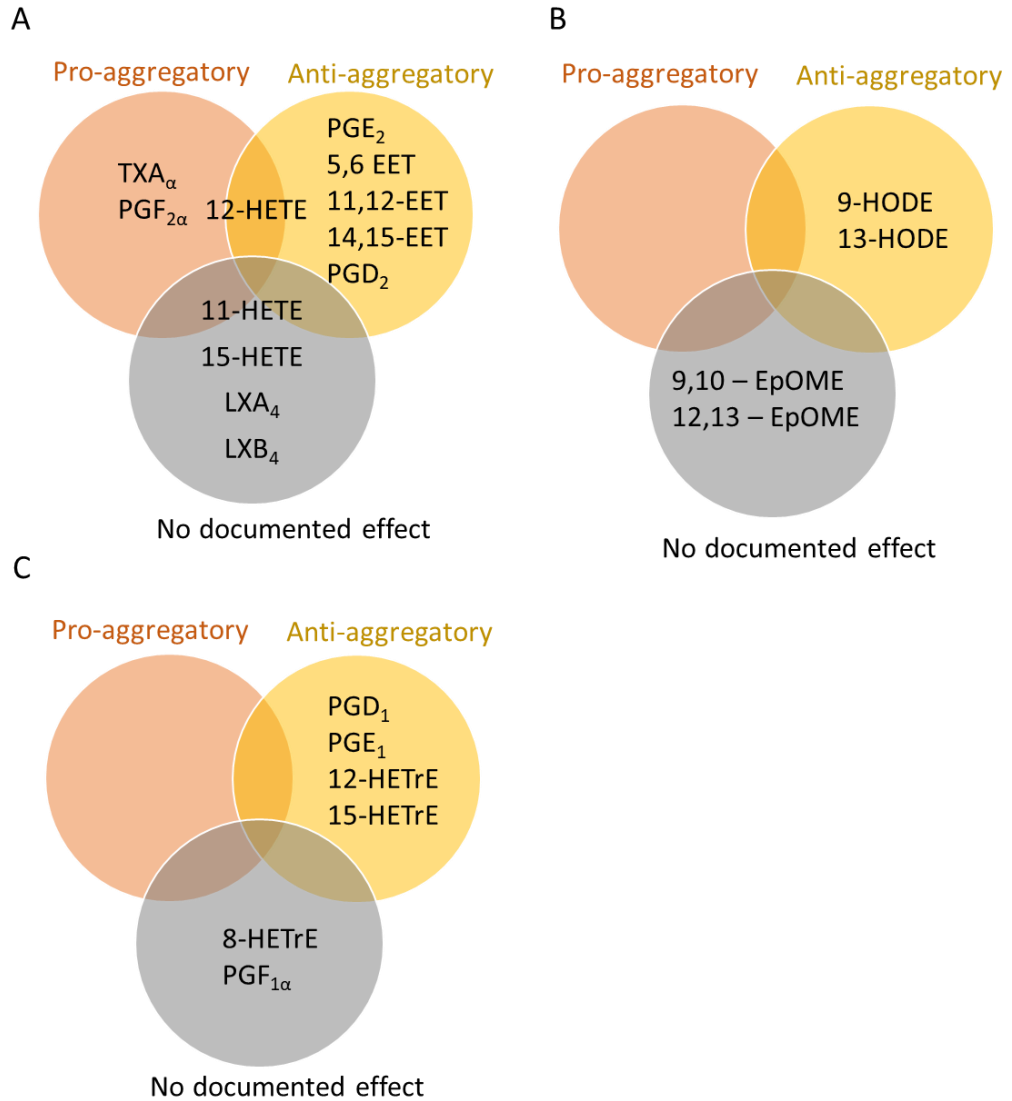 A
Pro-aggregatory
Anti-aggregatory
TXAα
PGF2α
12-HETE
PGE2
5,6 EET
11,12-EET
14,15-EET
PGD2
11-HETE
15-HETE
LXA4
LXB4
No documented effect
B
Pro-aggregatory
Anti-aggregatory
9-HODE
13-HODE
9,10 – EpOME
12,13 – EpOME
No documented effect
C
Pro-aggregatory
Anti-aggregatory
PGD1
PGE1
12-HETrE
15-HETrE
8-HETrE
PGF1α
No documented effect